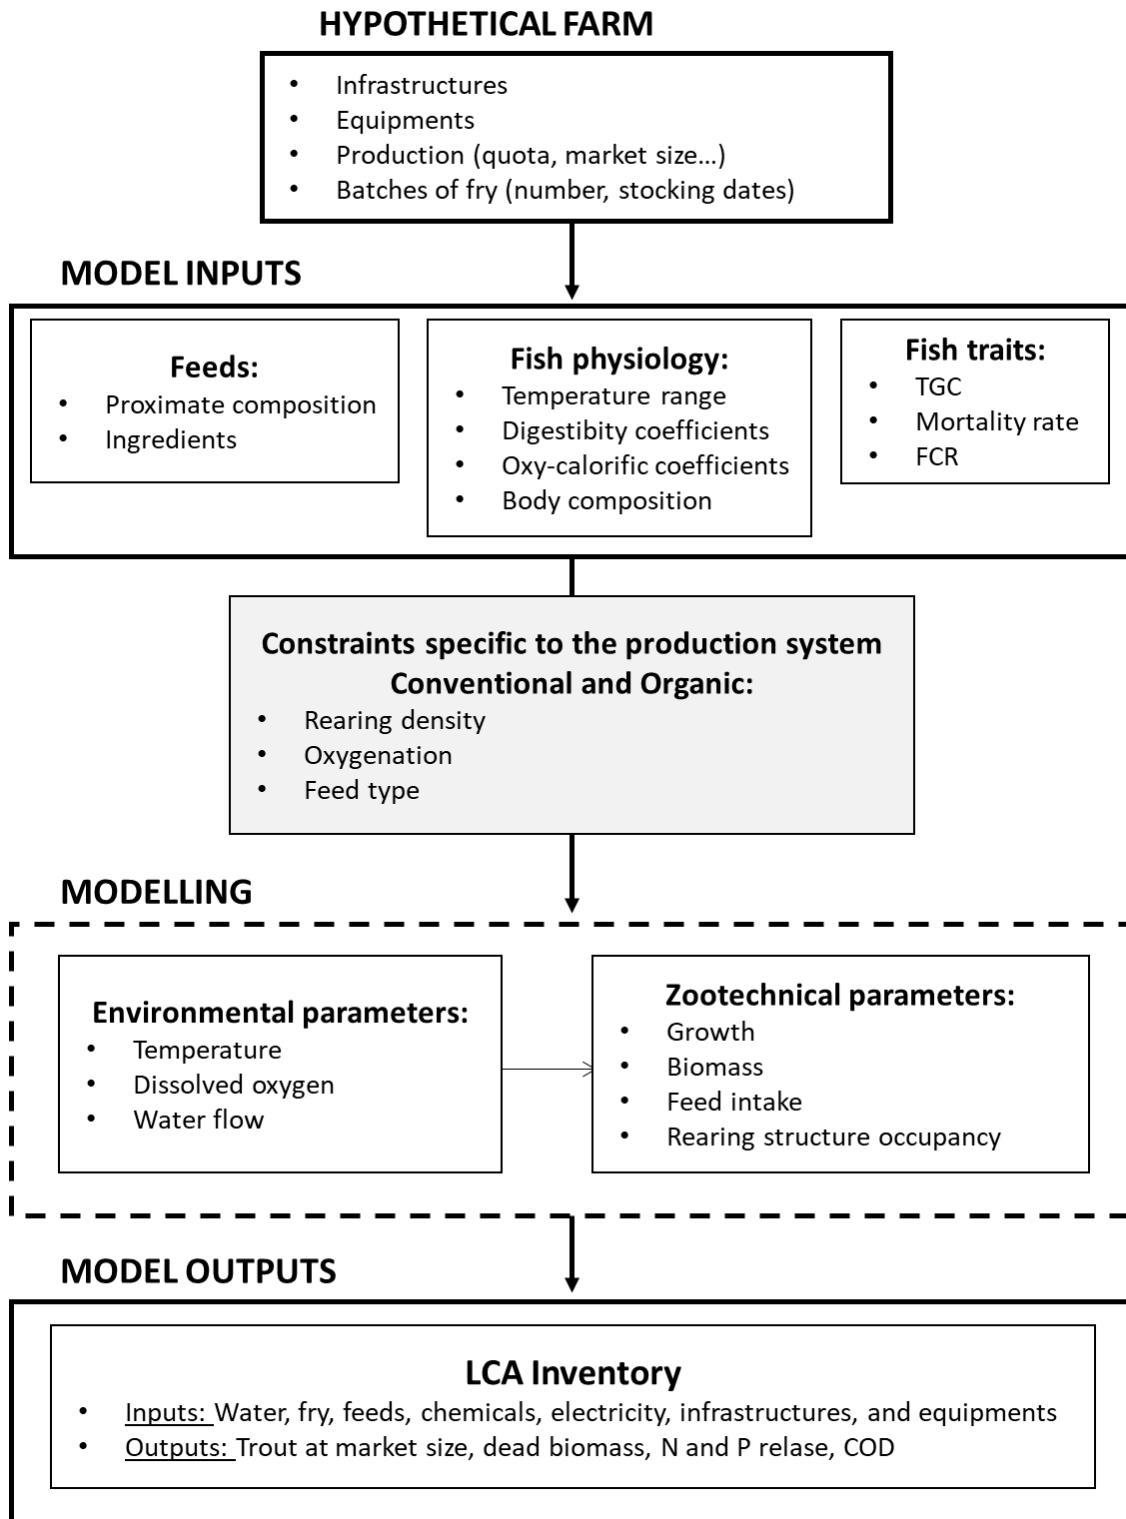 HYPOTHETICAL FARM
• Infrastructures
• Equipments
• Production (quota, market size...)
• Batches of fry (number, stocking dates)
MODEL INPUTS
Feeds:
• Proximate composition
• Ingredients
Fish physiology:
• Temperature range
• Digestibity coefficients
• Oxy-calorific coefficients
• Body composition
Fish traits:
• TGC
• Mortality rate
• FCR
Constraints specific to the production system
Conventional and Organic:
• Rearing density
• Oxygenation
• Feed type
MODELLING
Environmental parameters:
• Temperature
• Dissolved oxygen
• Water flow
Zootechnical parameters:
• Growth
• Biomass
• Feed intake
• Rearing structure occupancy
MODEL OUTPUTS
LCA Inventory
• Inputs: Water, fry, feeds, chemicals, electricity, infrastructures, and equipments
• Outputs: Trout at market size, dead biomass, N and P relase, COD